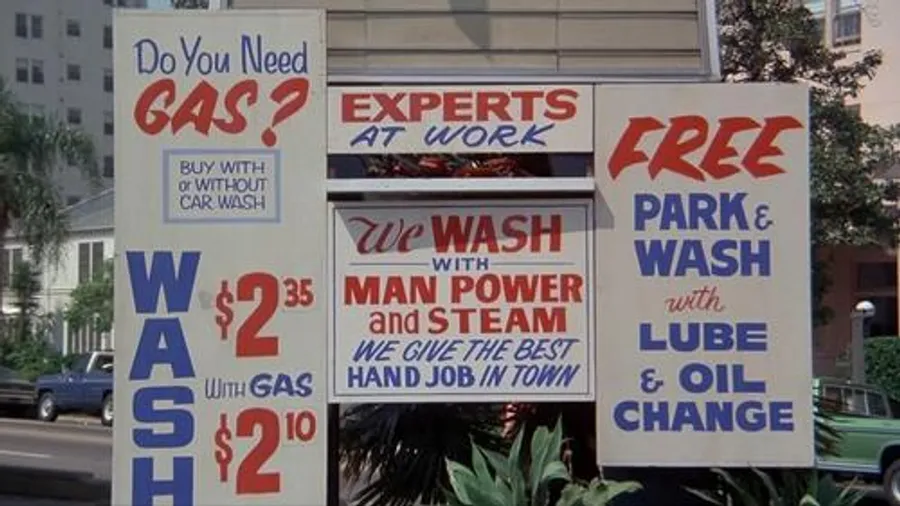 Do You Need
GAS?
BUY WITH
or WITHOUT
CAR WASH
WASH
$2.35
WITH GAS
$2.10
EXPERTS
AT WORK
We WASH
WITH
MAN POWER
and STEAM
WE GIVE THE BEST
HAND JOB IN TOWN
FREE
PARK &
WASH
with
LUBE
& OIL
CHANGE